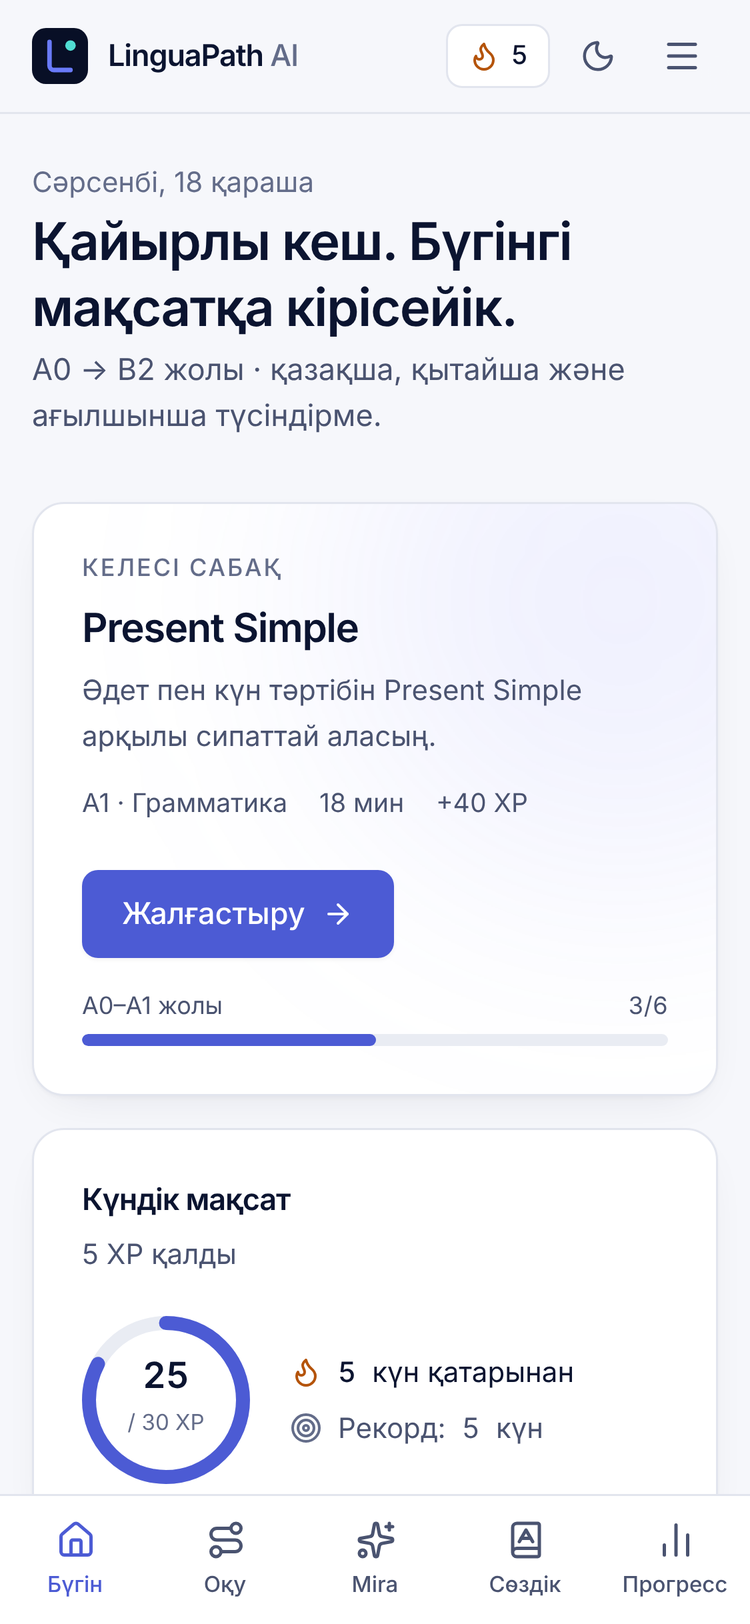 LinguaPath AI
5
Сәрсенбі, 18 қараша
Қайырлы кеш. Бүгінгі
мақсатқа кірісейік.
A0 → B2 жолы · қазақша, қытайша және
ағылшынша түсіндірме.
КЕЛЕСІ САБАҚ
Present Simple
Әдет пен күн тәртібін Present Simple
арқылы сипаттай аласың.
A1 · Грамматика 18 мин +40 XP
Жалғастыру →
A0–A1 жолы 3/6
Күндік мақсат
5 XP қалды
25
/ 30 XP
5 күн қатарынан
Рекорд: 5 күн
Бүгін Оқу Mira Сөздік Прогресс